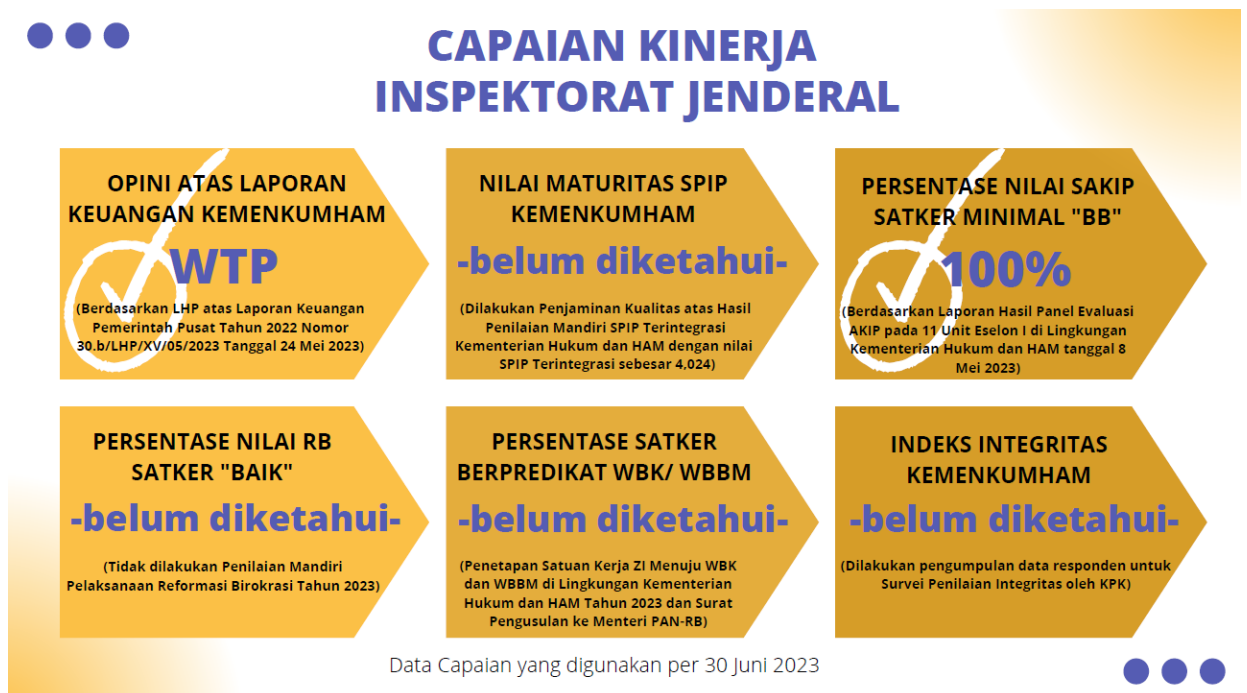 CAPAIAN KINERJA
INSPEKTORAT JENDERAL
OPINI ATAS LAPORAN
KEUANGAN KEMENKUMHAM
WTP
(Berdasarkan LHP atas Laporan Keuangan
Pemerintah Pusat Tahun 2022 Nomor
30.b/LHP/XV/05/2023 Tanggal 24 Mei 2023)
NILAI MATURITAS SPIP
KEMENKUMHAM
-belum diketahui-
(Dilakukan Penjaminan Kualitas atas Hasil
Penilaian Mandiri SPIP Terintegrasi
Kementerian Hukum dan HAM dengan nilai
SPIP Terintegrasi sebesar 4,024)
PERSENTASE NILAI SAKIP
SATKER MINIMAL "BB"
100%
(Berdasarkan Laporan Hasil Panel Evaluasi
AKIP pada 11 Unit Eselon I di Lingkungan
Kementerian Hukum dan HAM tanggal 8
Mei 2023)
PERSENTASE NILAI RB
SATKER "BAIK"
-belum diketahui-
(Tidak dilakukan Penilaian Mandiri
Pelaksanaan Reformasi Birokrasi Tahun 2023)
PERSENTASE SATKER
BERPREDIKAT WBK/ WBBM
-belum diketahui-
(Penetapan Satuan Kerja ZI Menuju WBK
dan WBBM di Lingkungan Kementerian
Hukum dan HAM Tahun 2023 dan Surat
Pengusulan ke Menteri PAN-RB)
INDEKS INTEGRITAS
KEMENKUMHAM
-belum diketahui-
(Dilakukan pengumpulan data responden untuk
Survei Penilaian Integritas oleh KPK)
Data Capaian yang digunakan per 30 Juni 2023